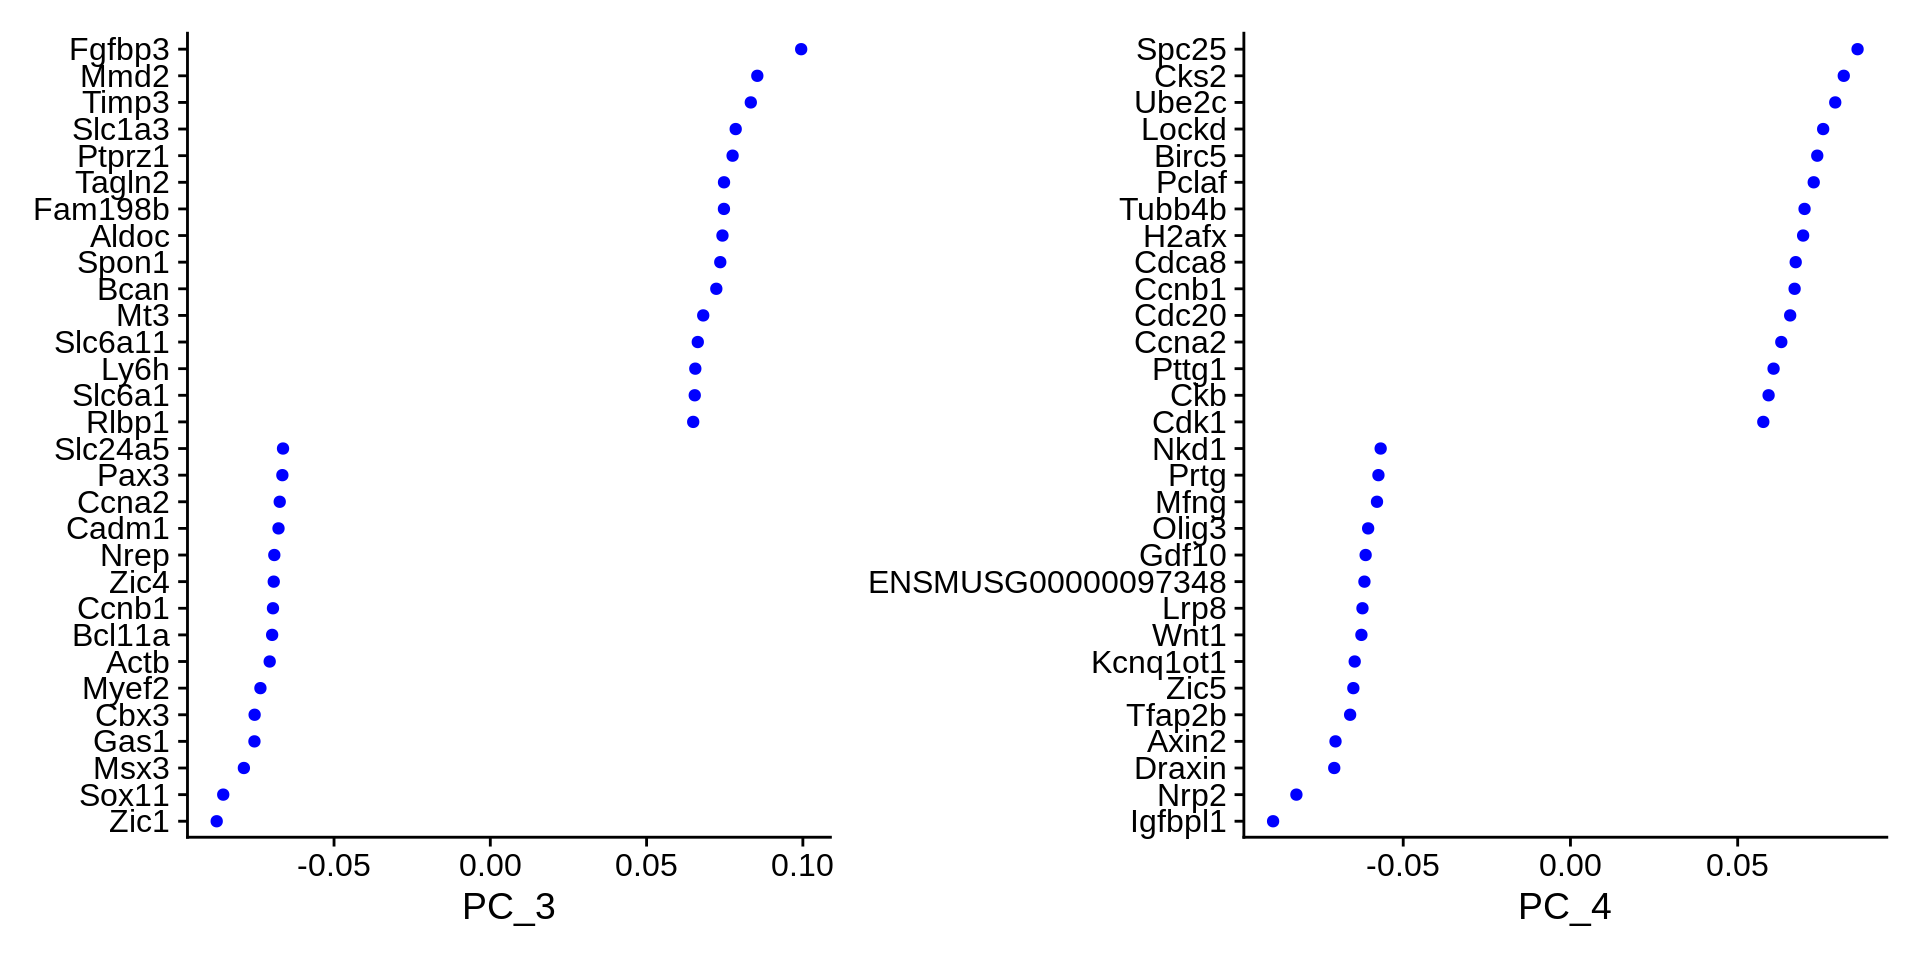 Fgfbp3
Mmd2
Timp3
Slc1a3
Ptprz1
Tagln2
Fam198b
Aldoc
Spon1
Bcan
Mt3
Slc6a11
Ly6h
Slc6a1
Rlbp1
Slc24a5
Pax3
Ccna2
Cadm1
Nrep
Zic4
Ccnb1
Bcl11a
Actb
Myef2
Cbx3
Gas1
Msx3
Sox11
Zic1
-0.05 0.00 0.05 0.10
PC_3
Spc25
Cks2
Ube2c
Lockd
Birc5
Pclaf
Tubb4b
H2afx
Cdca8
Ccnb1
Cdc20
Ccna2
Pttg1
Ckb
Cdk1
Nkd1
Prtg
Mfng
Olig3
Gdf10
ENSMUSG00000097348
Lrp8
Wnt1
Kcnq1ot1
Zic5
Tfap2b
Axin2
Draxin
Nrp2
Igfbpl1
-0.05 0.00 0.05
PC_4